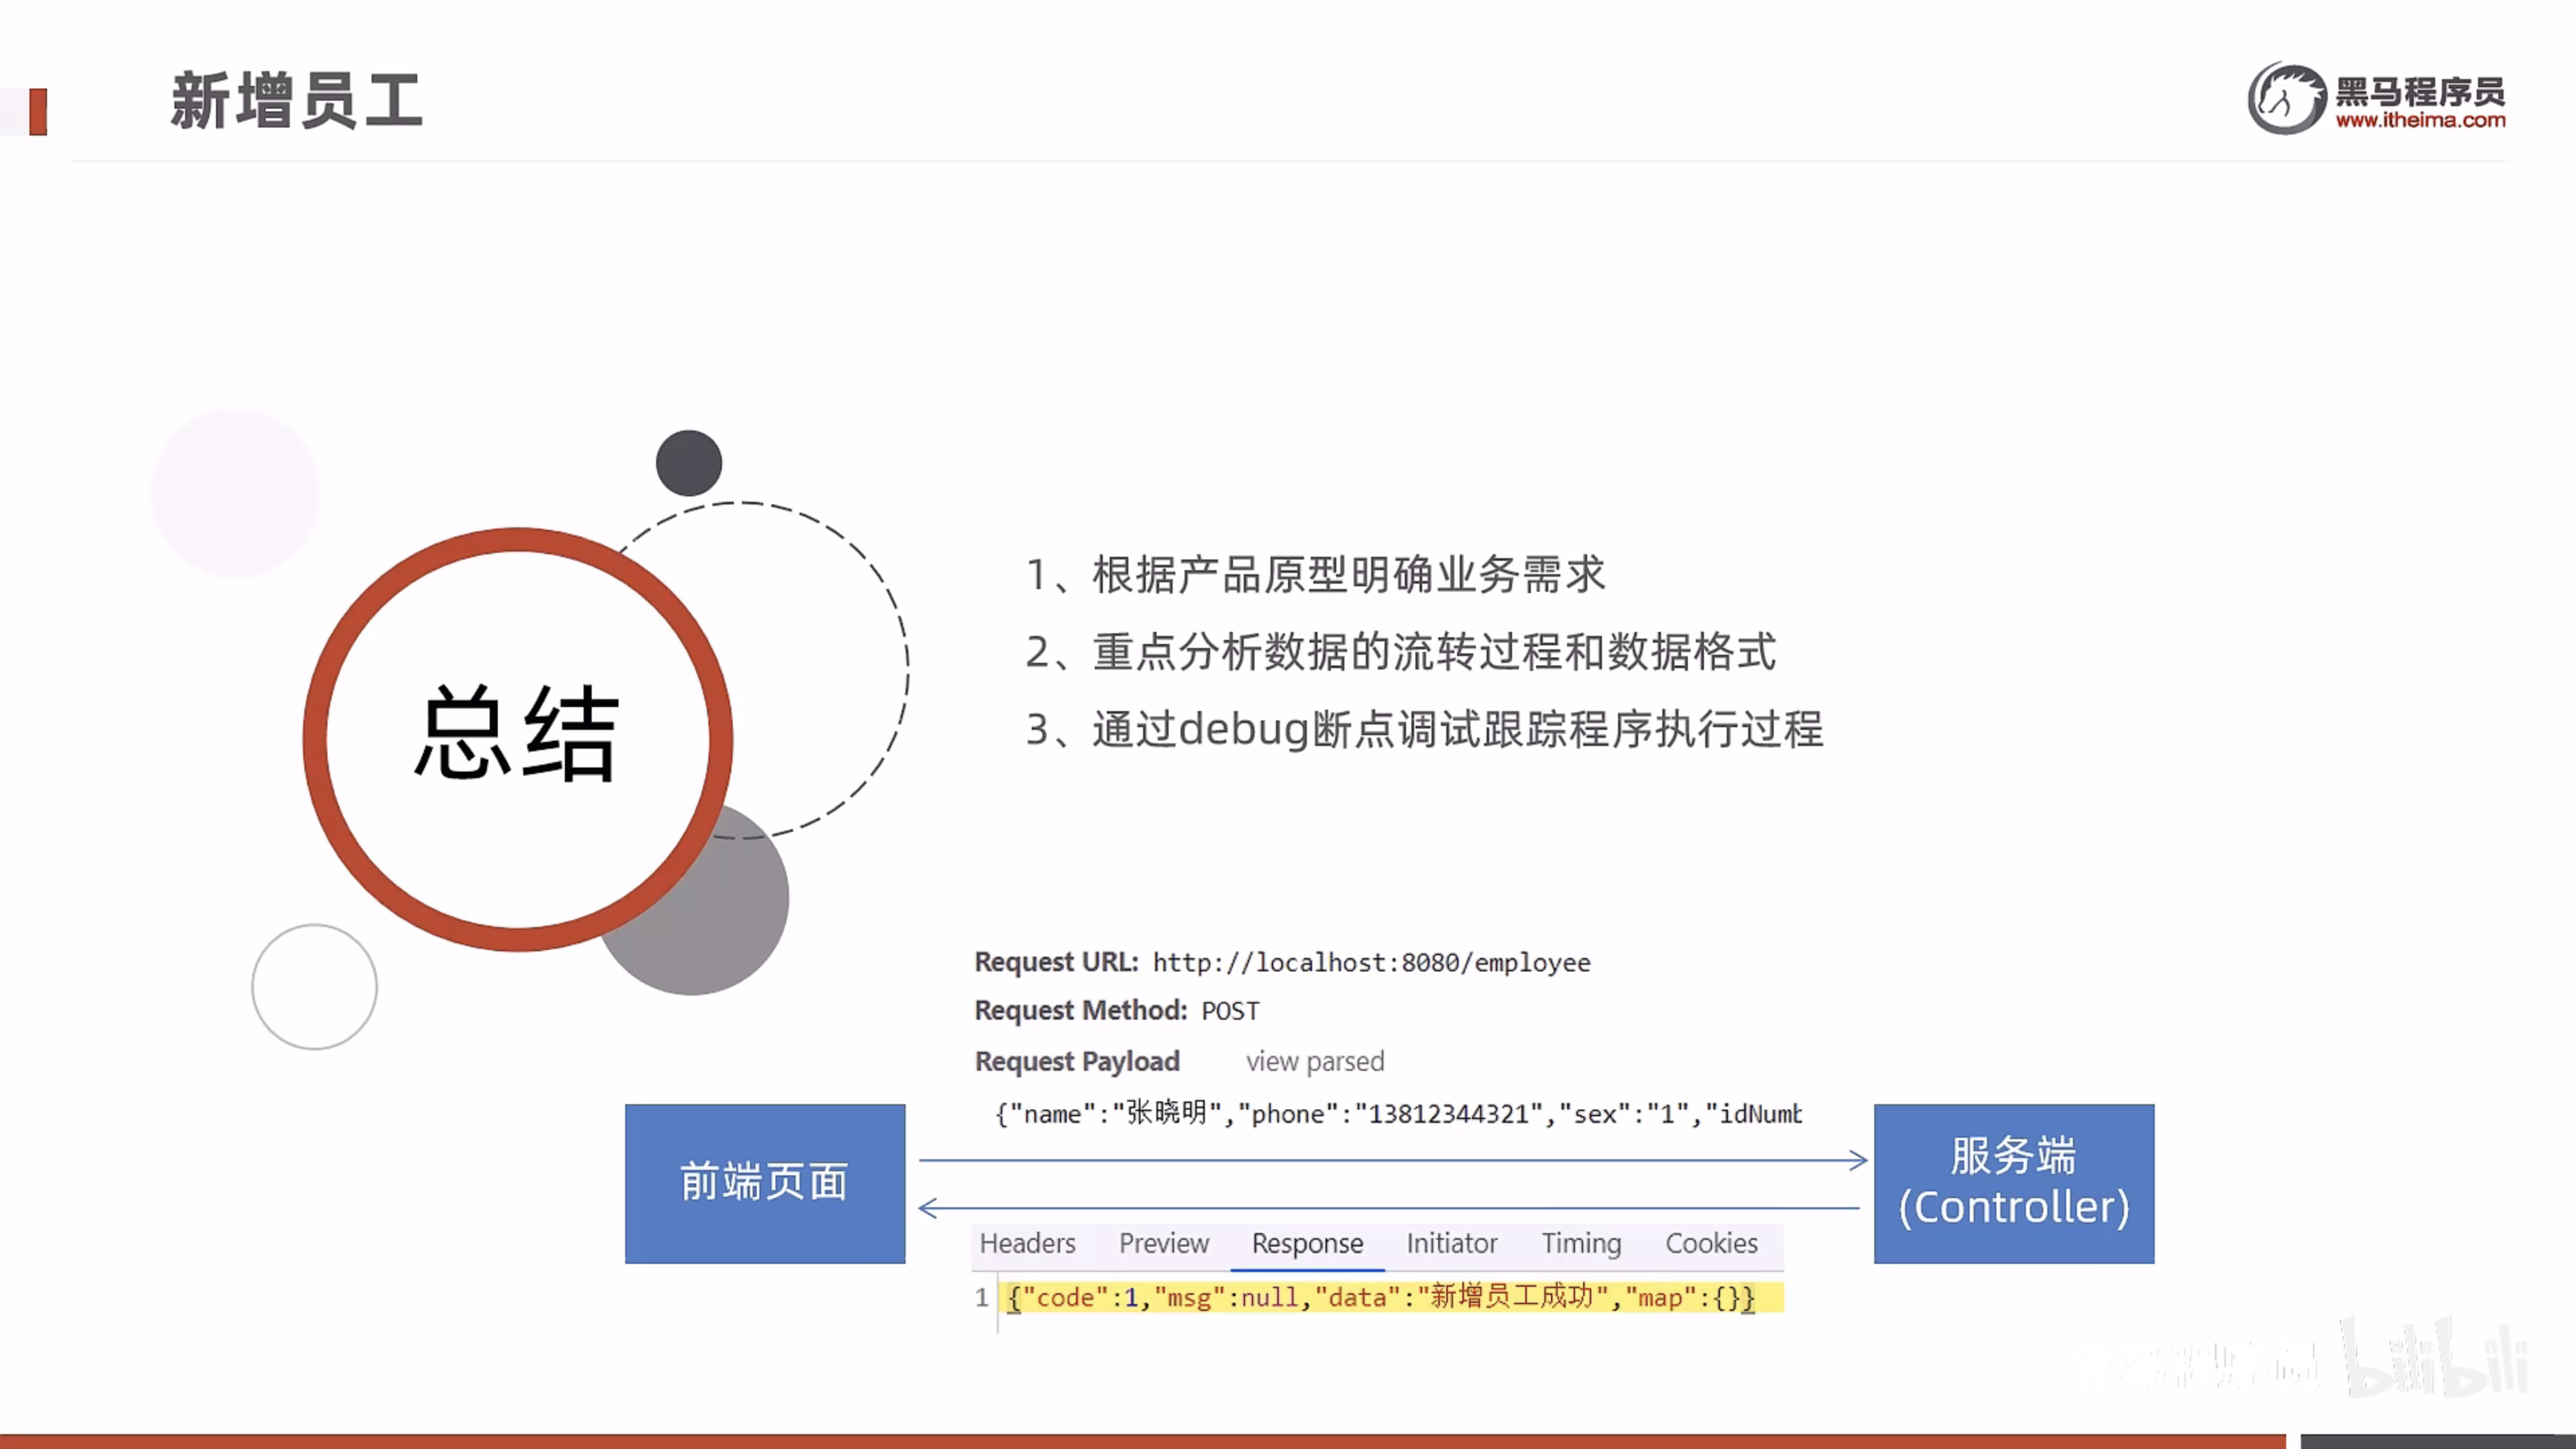 新增员工
黑马程序员
www.itheima.com
总结
1、根据产品原型明确业务需求
2、重点分析数据的流转过程和数据格式
3、通过debug断点调试跟踪程序执行过程
Request URL: http://localhost:8080/employee
Request Method: POST
Request Payload view parsed
{"name":"张晓明","phone":"13812344321","sex":"1","idNumb
前端页面
服务端
(Controller)
Headers Preview Response Initiator Timing Cookies
1 {"code":1,"msg":null,"data":"新增员工成功","map":{}}
bilibili